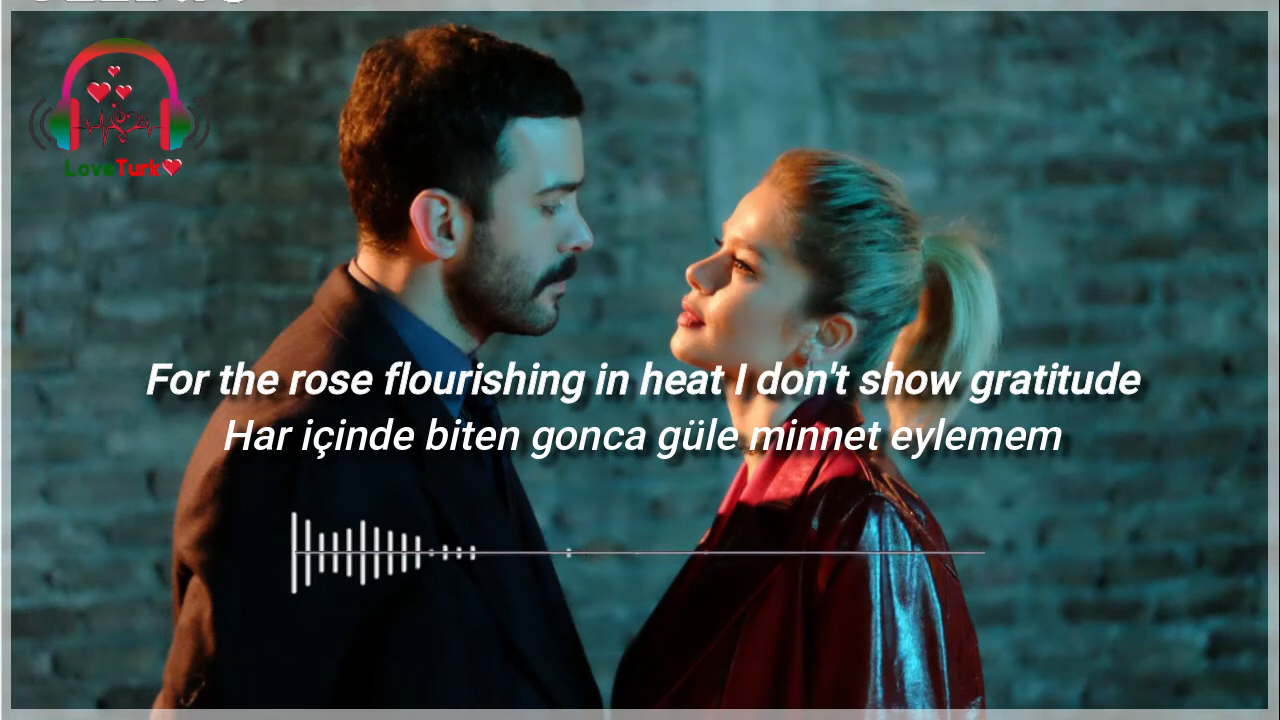 LoveTurk
For the rose flourishing in heat I don't show gratitude
Har içinde biten gonca güle minnet eylemem